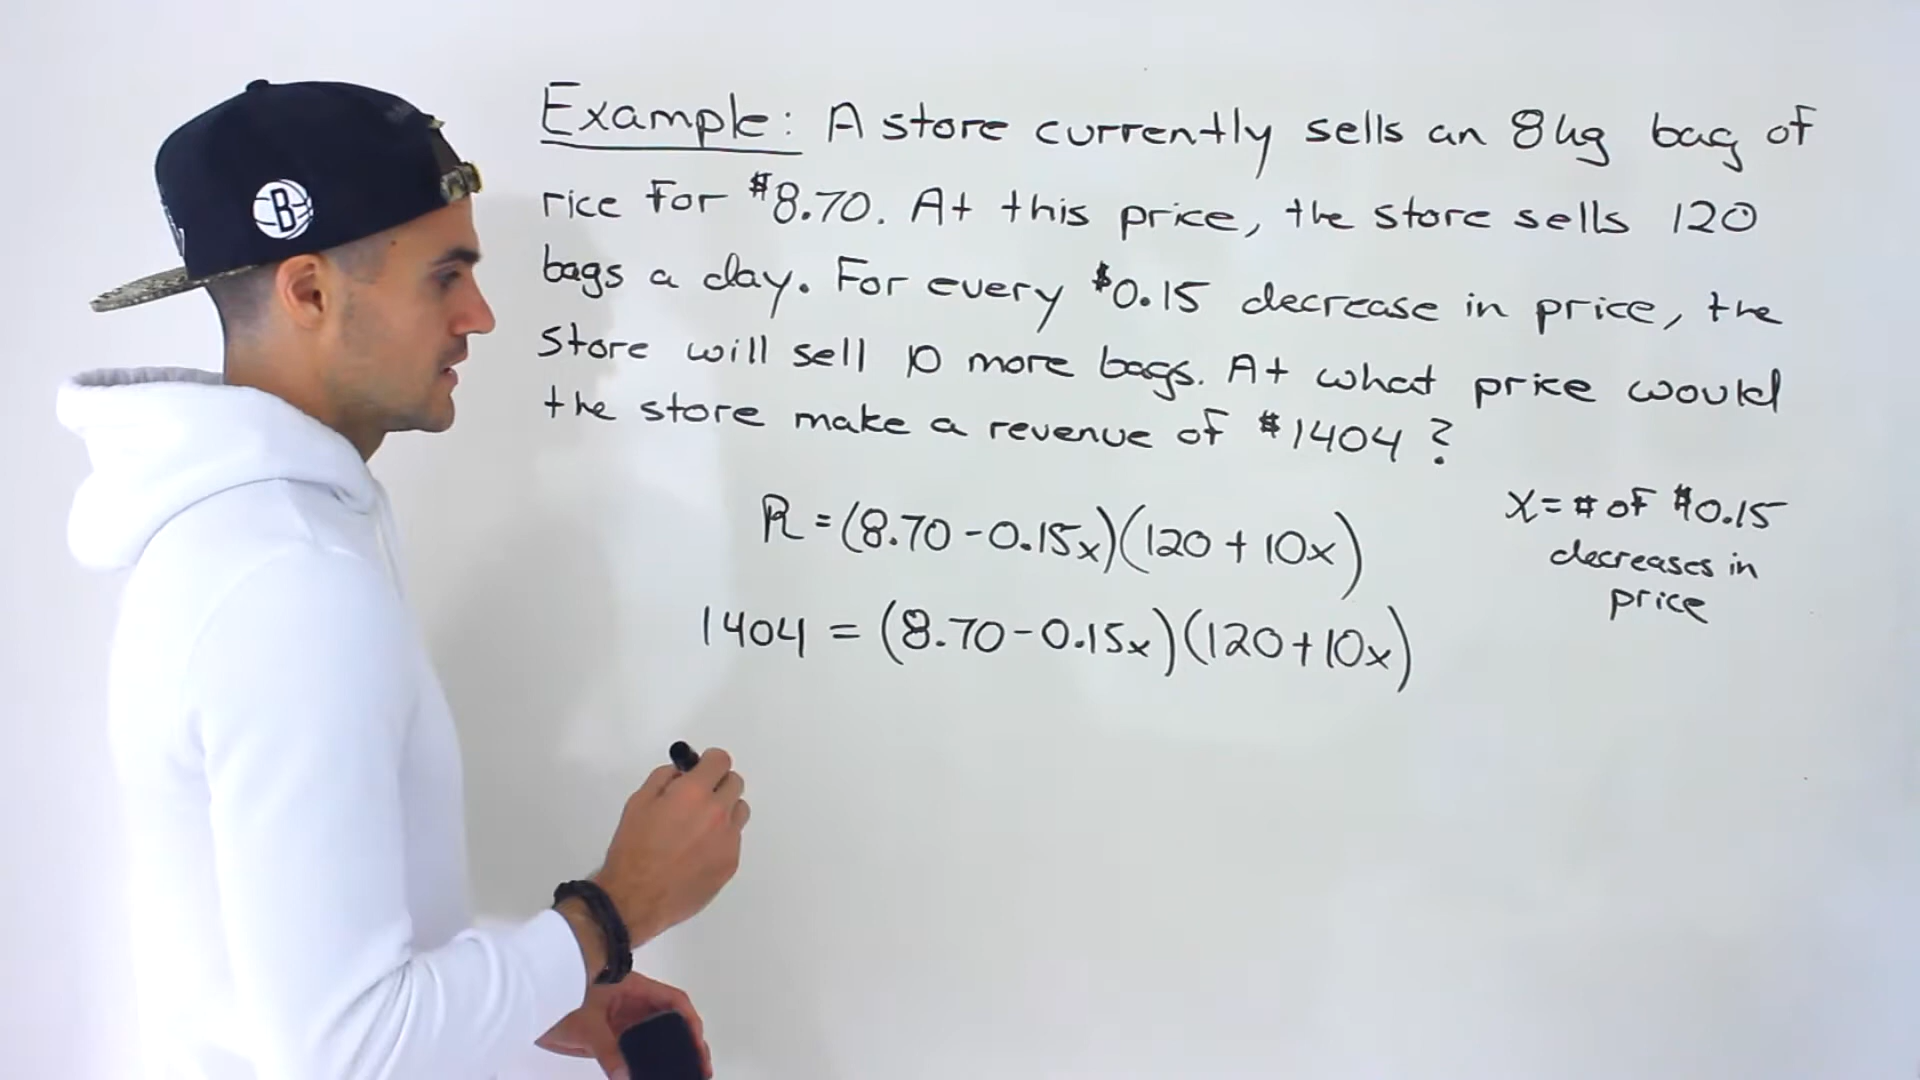 Example: A store currently sells an 8kg bag of
rice for $8.70. At this price, the store sells 120
bags a day. For every $0.15 decrease in price, the
store will sell 10 more bags. At what price would
the store make a revenue of $1404?
R=(8.70-0.15x)(120+10x)
1404=(8.70-0.15x)(120+10x)
X=# of $0.15
decreases in
price
B